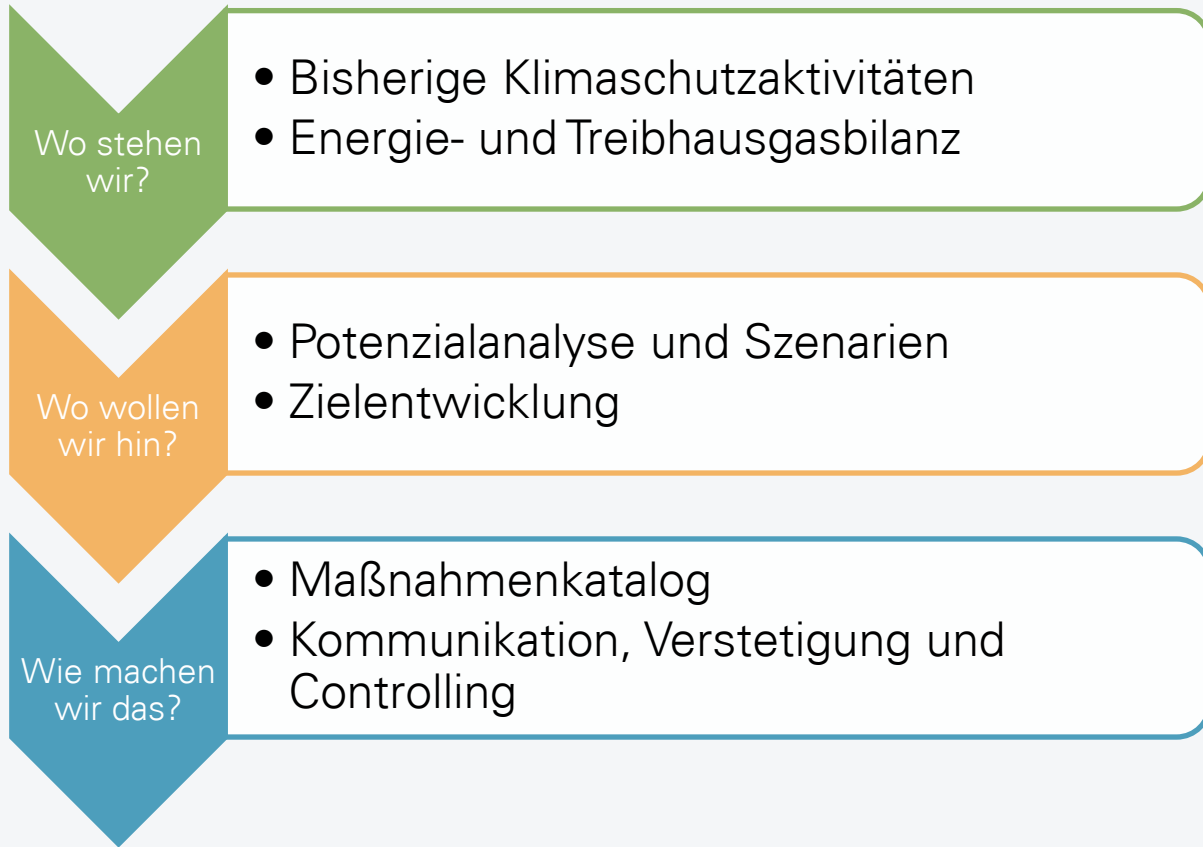 Wo stehen
wir?
• Bisherige Klimaschutzaktivitäten
• Energie- und Treibhausgasbilanz
Wo wollen
wir hin?
• Potenzialanalyse und Szenarien
• Zielentwicklung
Wie machen
wir das?
• Maßnahmenkatalog
• Kommunikation, Verstetigung und
Controlling